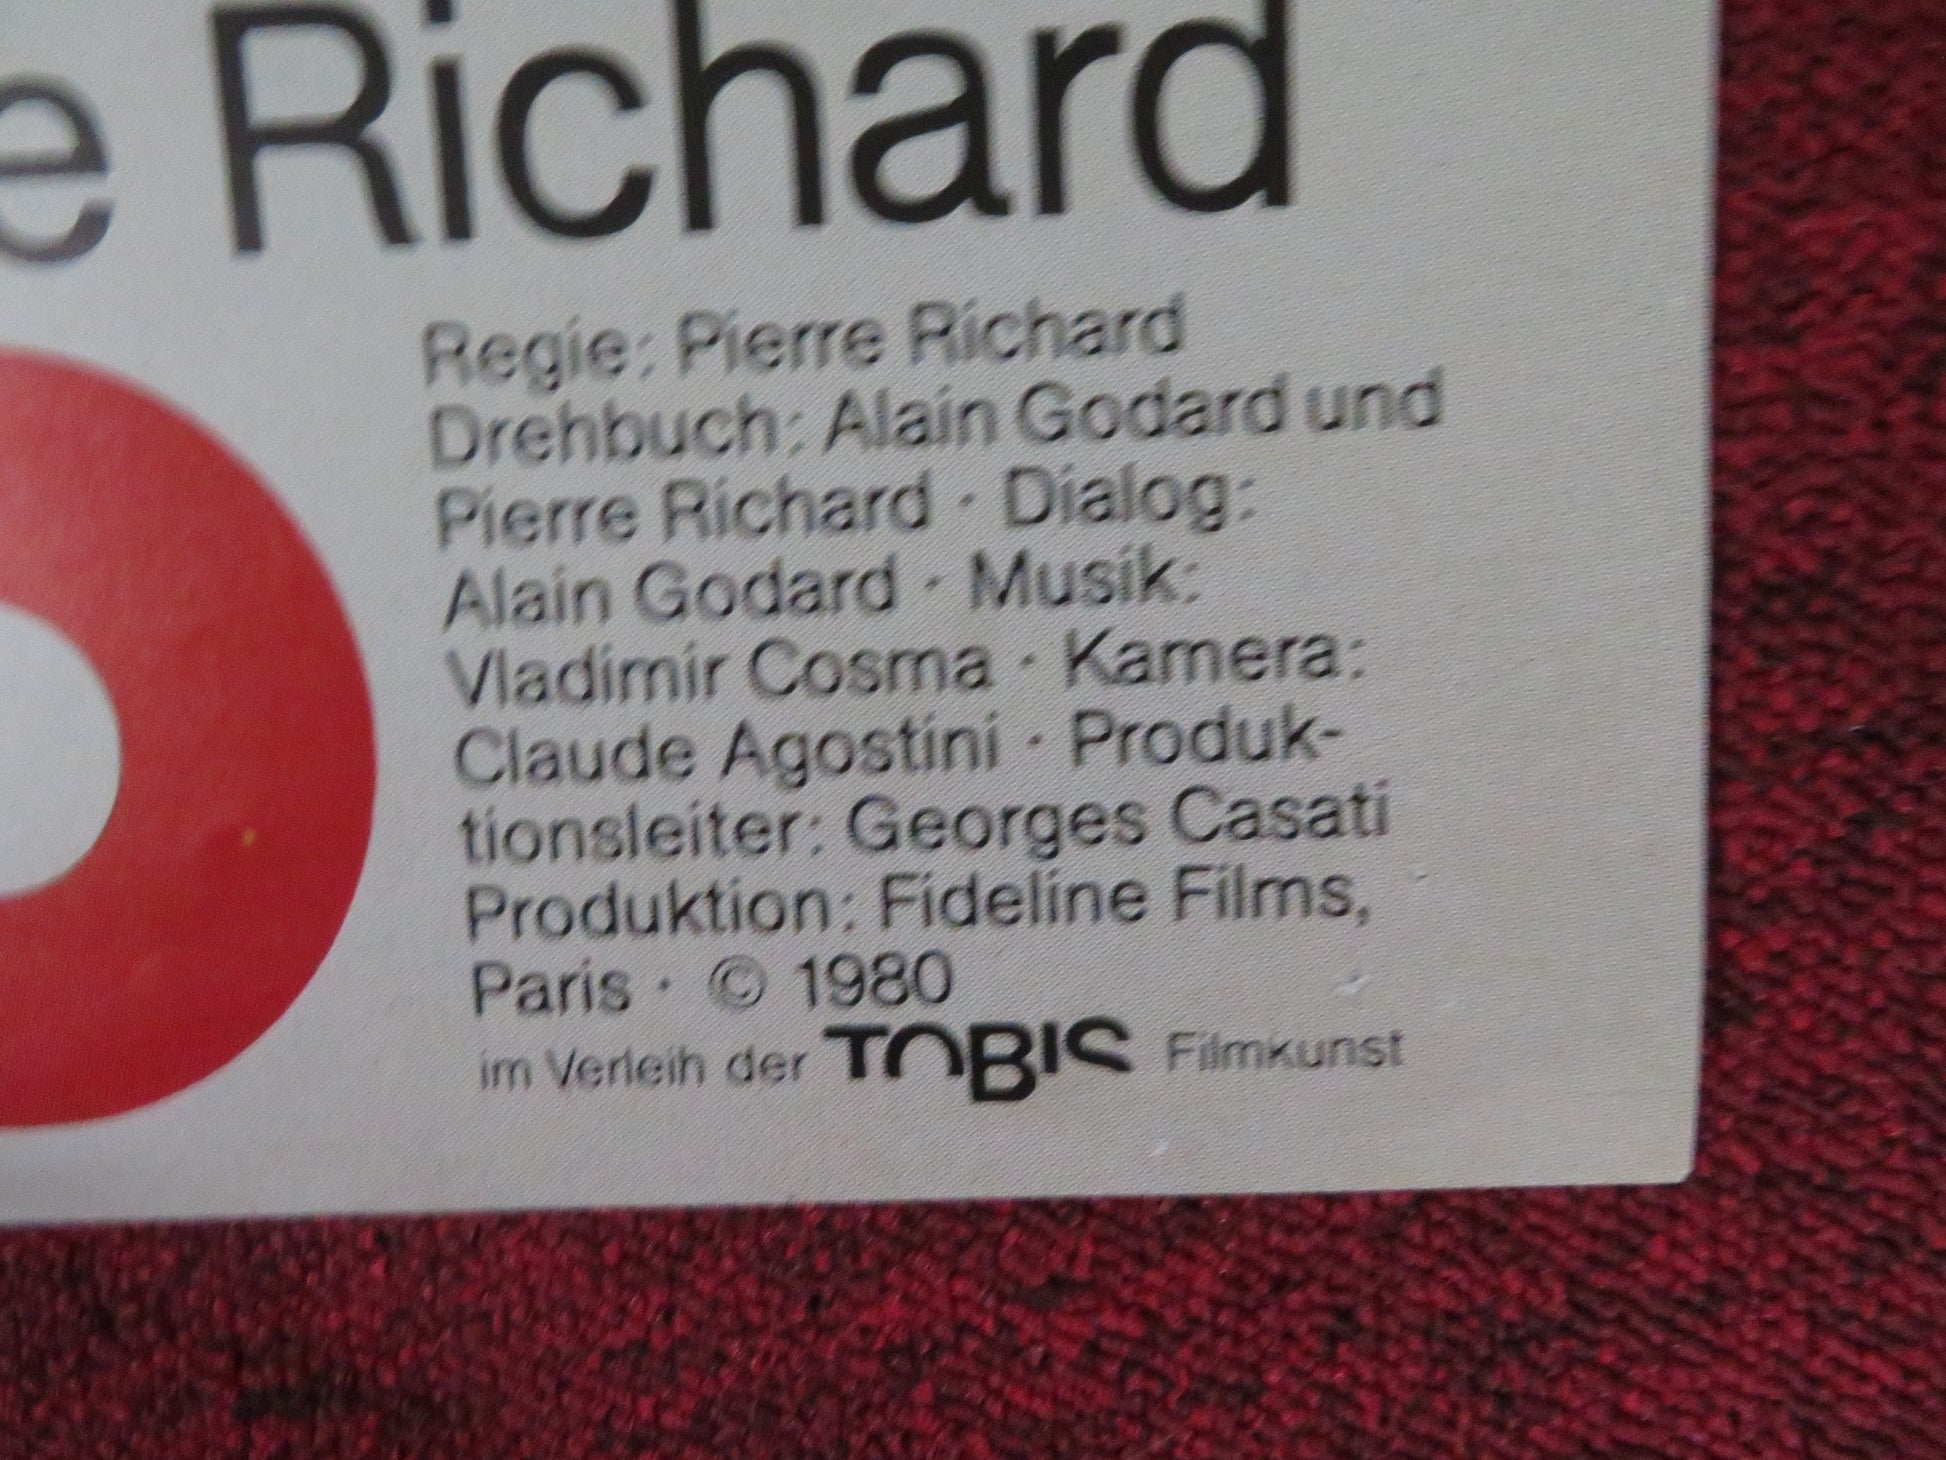 e Richard
Regie: Pierre Richard
Drehbuch: Alain Godard und
Pierre Richard · Dialog:
Alain Godard · Musik:
Vladimir Cosma · Kamera:
Claude Agostini · Produk-
tionsleiter: Georges Casati
Produktion: Fideline Films,
Paris · © 1980
im Verleih der TOBIS Filmkunst